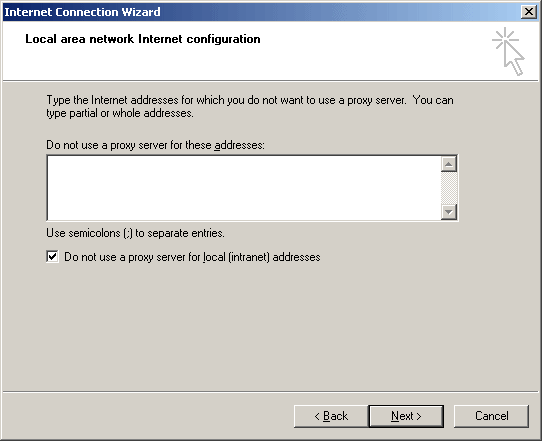 Internet Connection Wizard
Local area network Internet configuration
Type the Internet addresses for which you do not want to use a proxy server.  You can
type partial or whole addresses.
Do not use a proxy server for these addresses:
Use semicolons (;) to separate entries.
Do not use a proxy server for local (intranet) addresses
< Back
Next >
Cancel